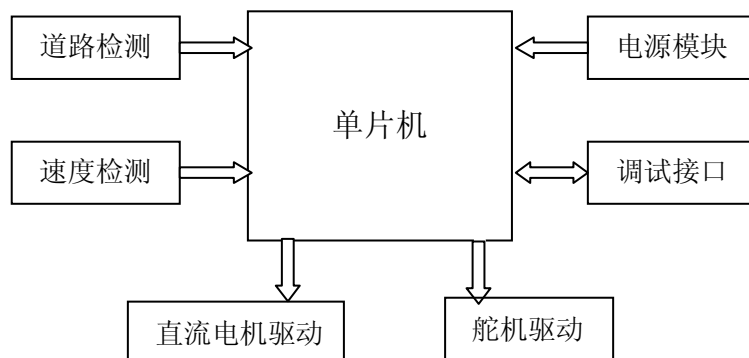 道路检测
电源模块
单片机
速度检测
调试接口
直流电机驱动
舵机驱动